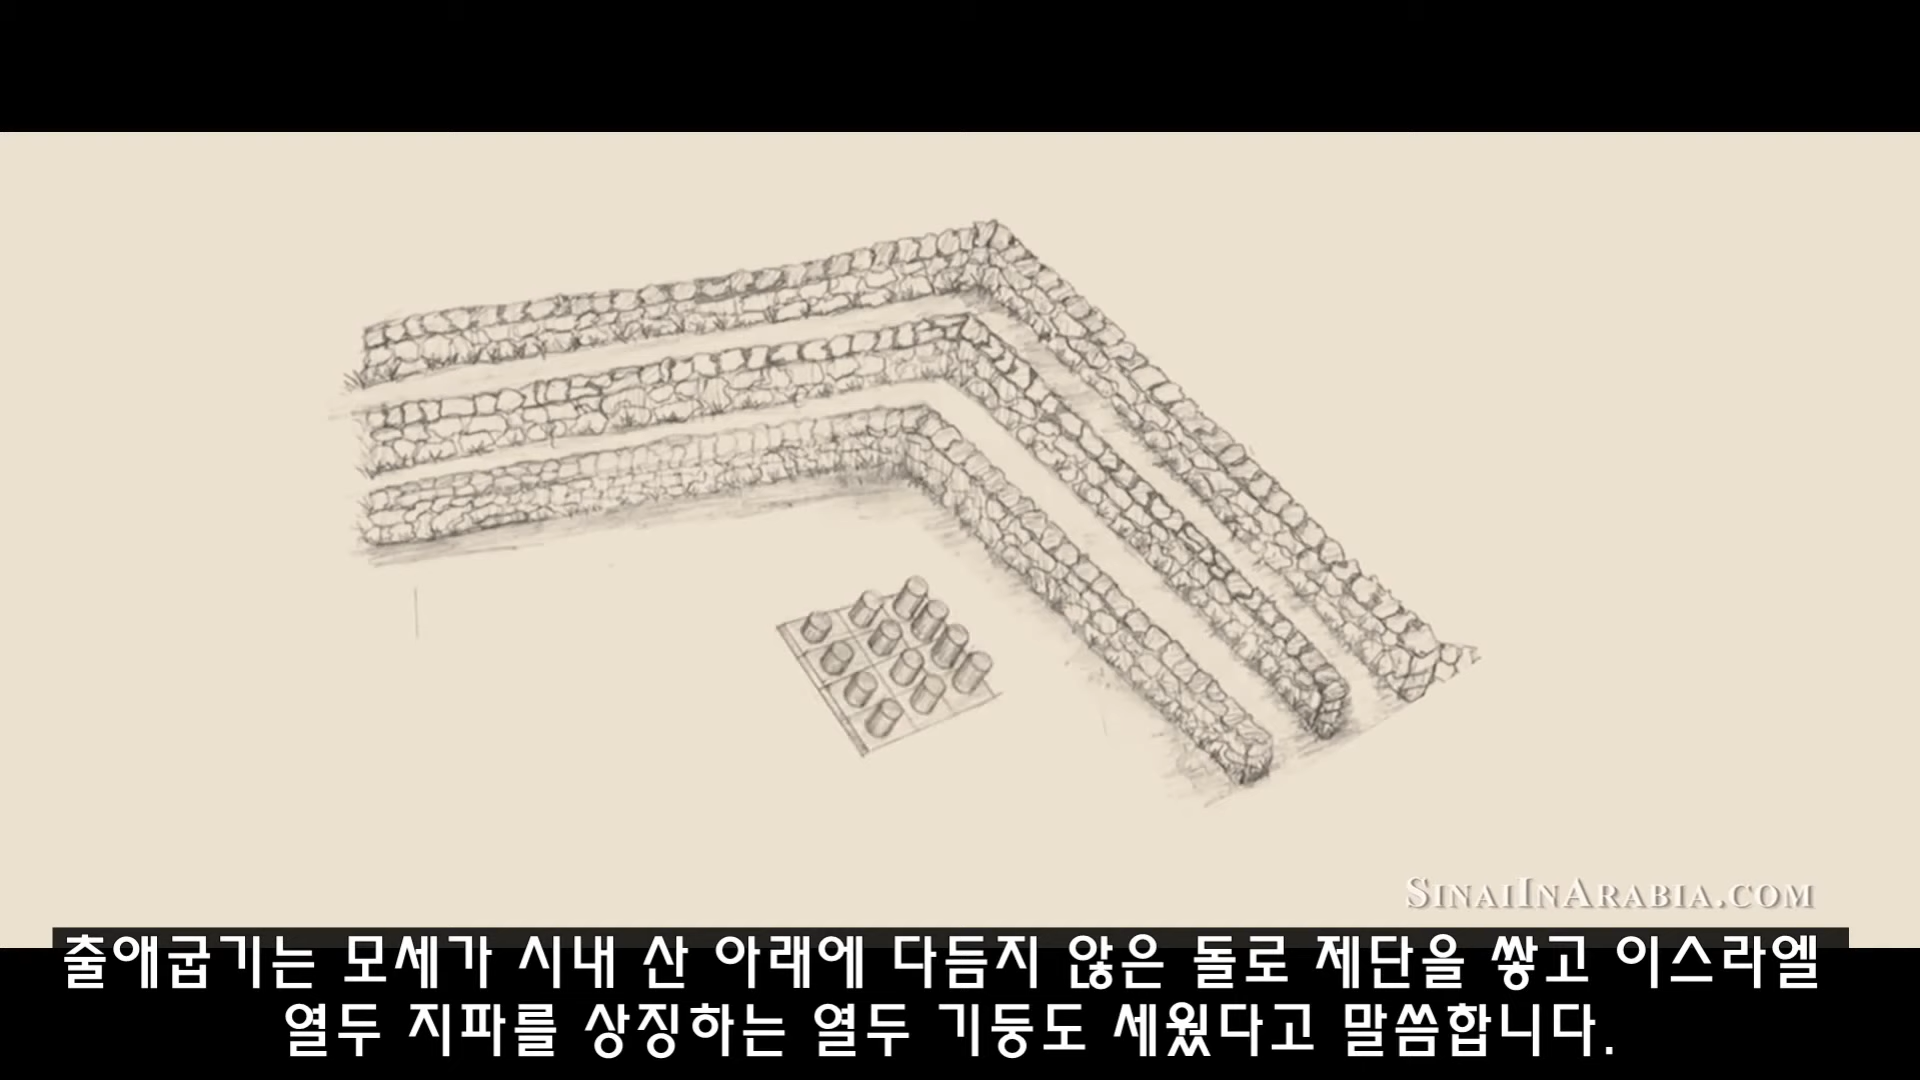 SINAIINARABIA.COM
출애굽기는 모세가 시내 산 아래에 다듬지 않은 돌로 제단을 쌓고 이스라엘
열두 지파를 상징하는 열두 기둥도 세웠다고 말씀합니다.